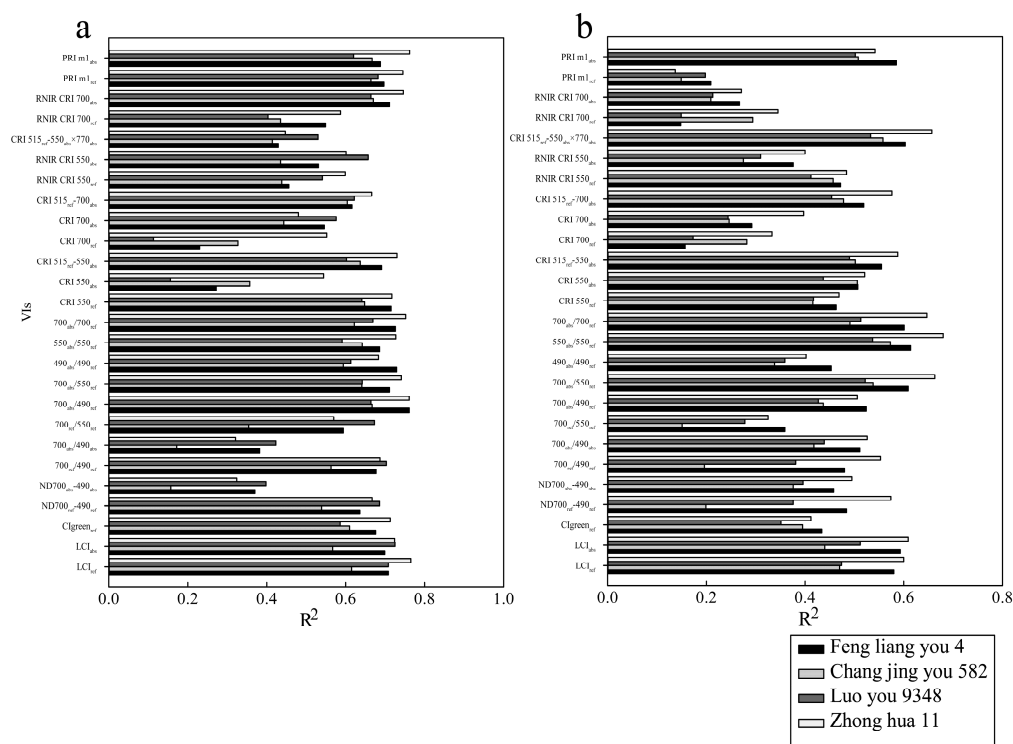 a
PRI m1abs
PRI m1ref
RNIR CRI 700abs
RNIR CRI 700ref
CRI 515ref-550abs×770abs
RNIR CRI 550abs
RNIR CRI 550ref
CRI 515ref-700abs
CRI 700abs
CRI 700ref
CRI 515ref-550abs
CRI 550abs
CRI 550ref
700abs/700ref
550abs/550ref
490abs/490ref
700abs/550ref
700abs/490ref
700ref/550ref
700abs/490abs
700ref/490ref
ND700abs-490abs
ND700ref-490ref
CIgreenref
LCIabs
LCIref
VIs
0.0 0.2 0.4 0.6 0.8 1.0
R2
b
PRI m1abs
PRI m1ref
RNIR CRI 700abs
RNIR CRI 700ref
CRI 515ref-550abs×770abs
RNIR CRI 550abs
RNIR CRI 550ref
CRI 515ref-700abs
CRI 700abs
CRI 700ref
CRI 515ref-550abs
CRI 550abs
CRI 550ref
700abs/700ref
550abs/550ref
490abs/490ref
700abs/550ref
700abs/490ref
700ref/550ref
700abs/490abs
700ref/490ref
ND700abs-490abs
ND700ref-490ref
CIgreenref
LCIabs
LCIref
0.0 0.2 0.4 0.6 0.8
R2
Feng liang you 4
Chang jing you 582
Luo you 9348
Zhong hua 11